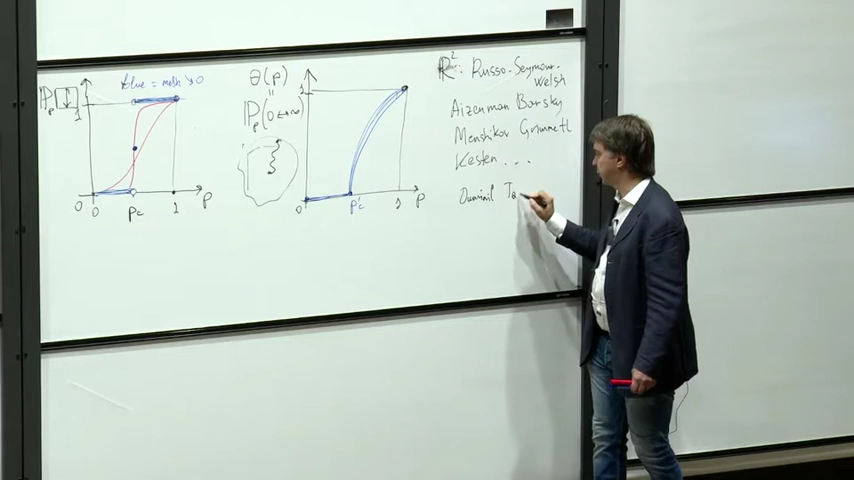 blue = mesh ↘ 0
ℙp
1
0
0
pc
1
p
θ(p)
=
ℙp(0 ↔ ∞)
1
0
p'c
1
p
ℝ²: Russo-Seymour-
Welsh
Aizenman Barsky
Menshikov Grimmett
Kesten ...
Duminil Ta